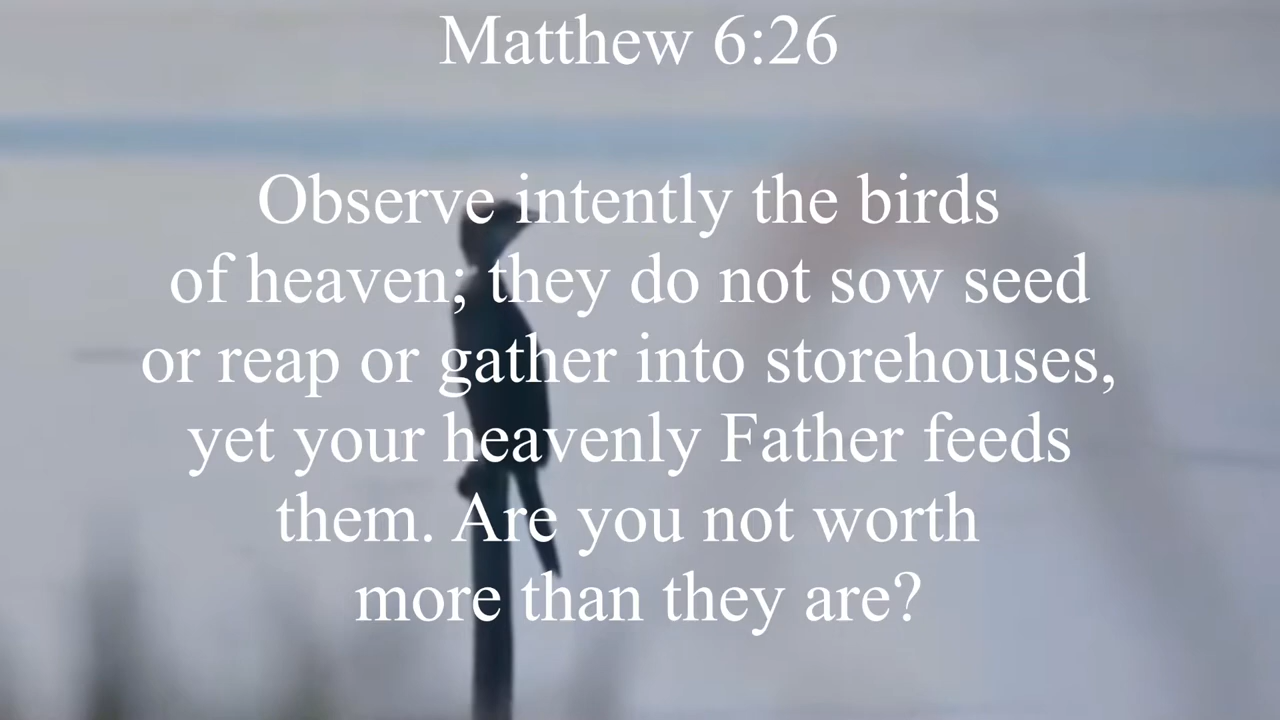 Matthew 6:26
Observe intently the birds
of heaven; they do not sow seed
or reap or gather into storehouses,
yet your heavenly Father feeds
them. Are you not worth
more than they are?